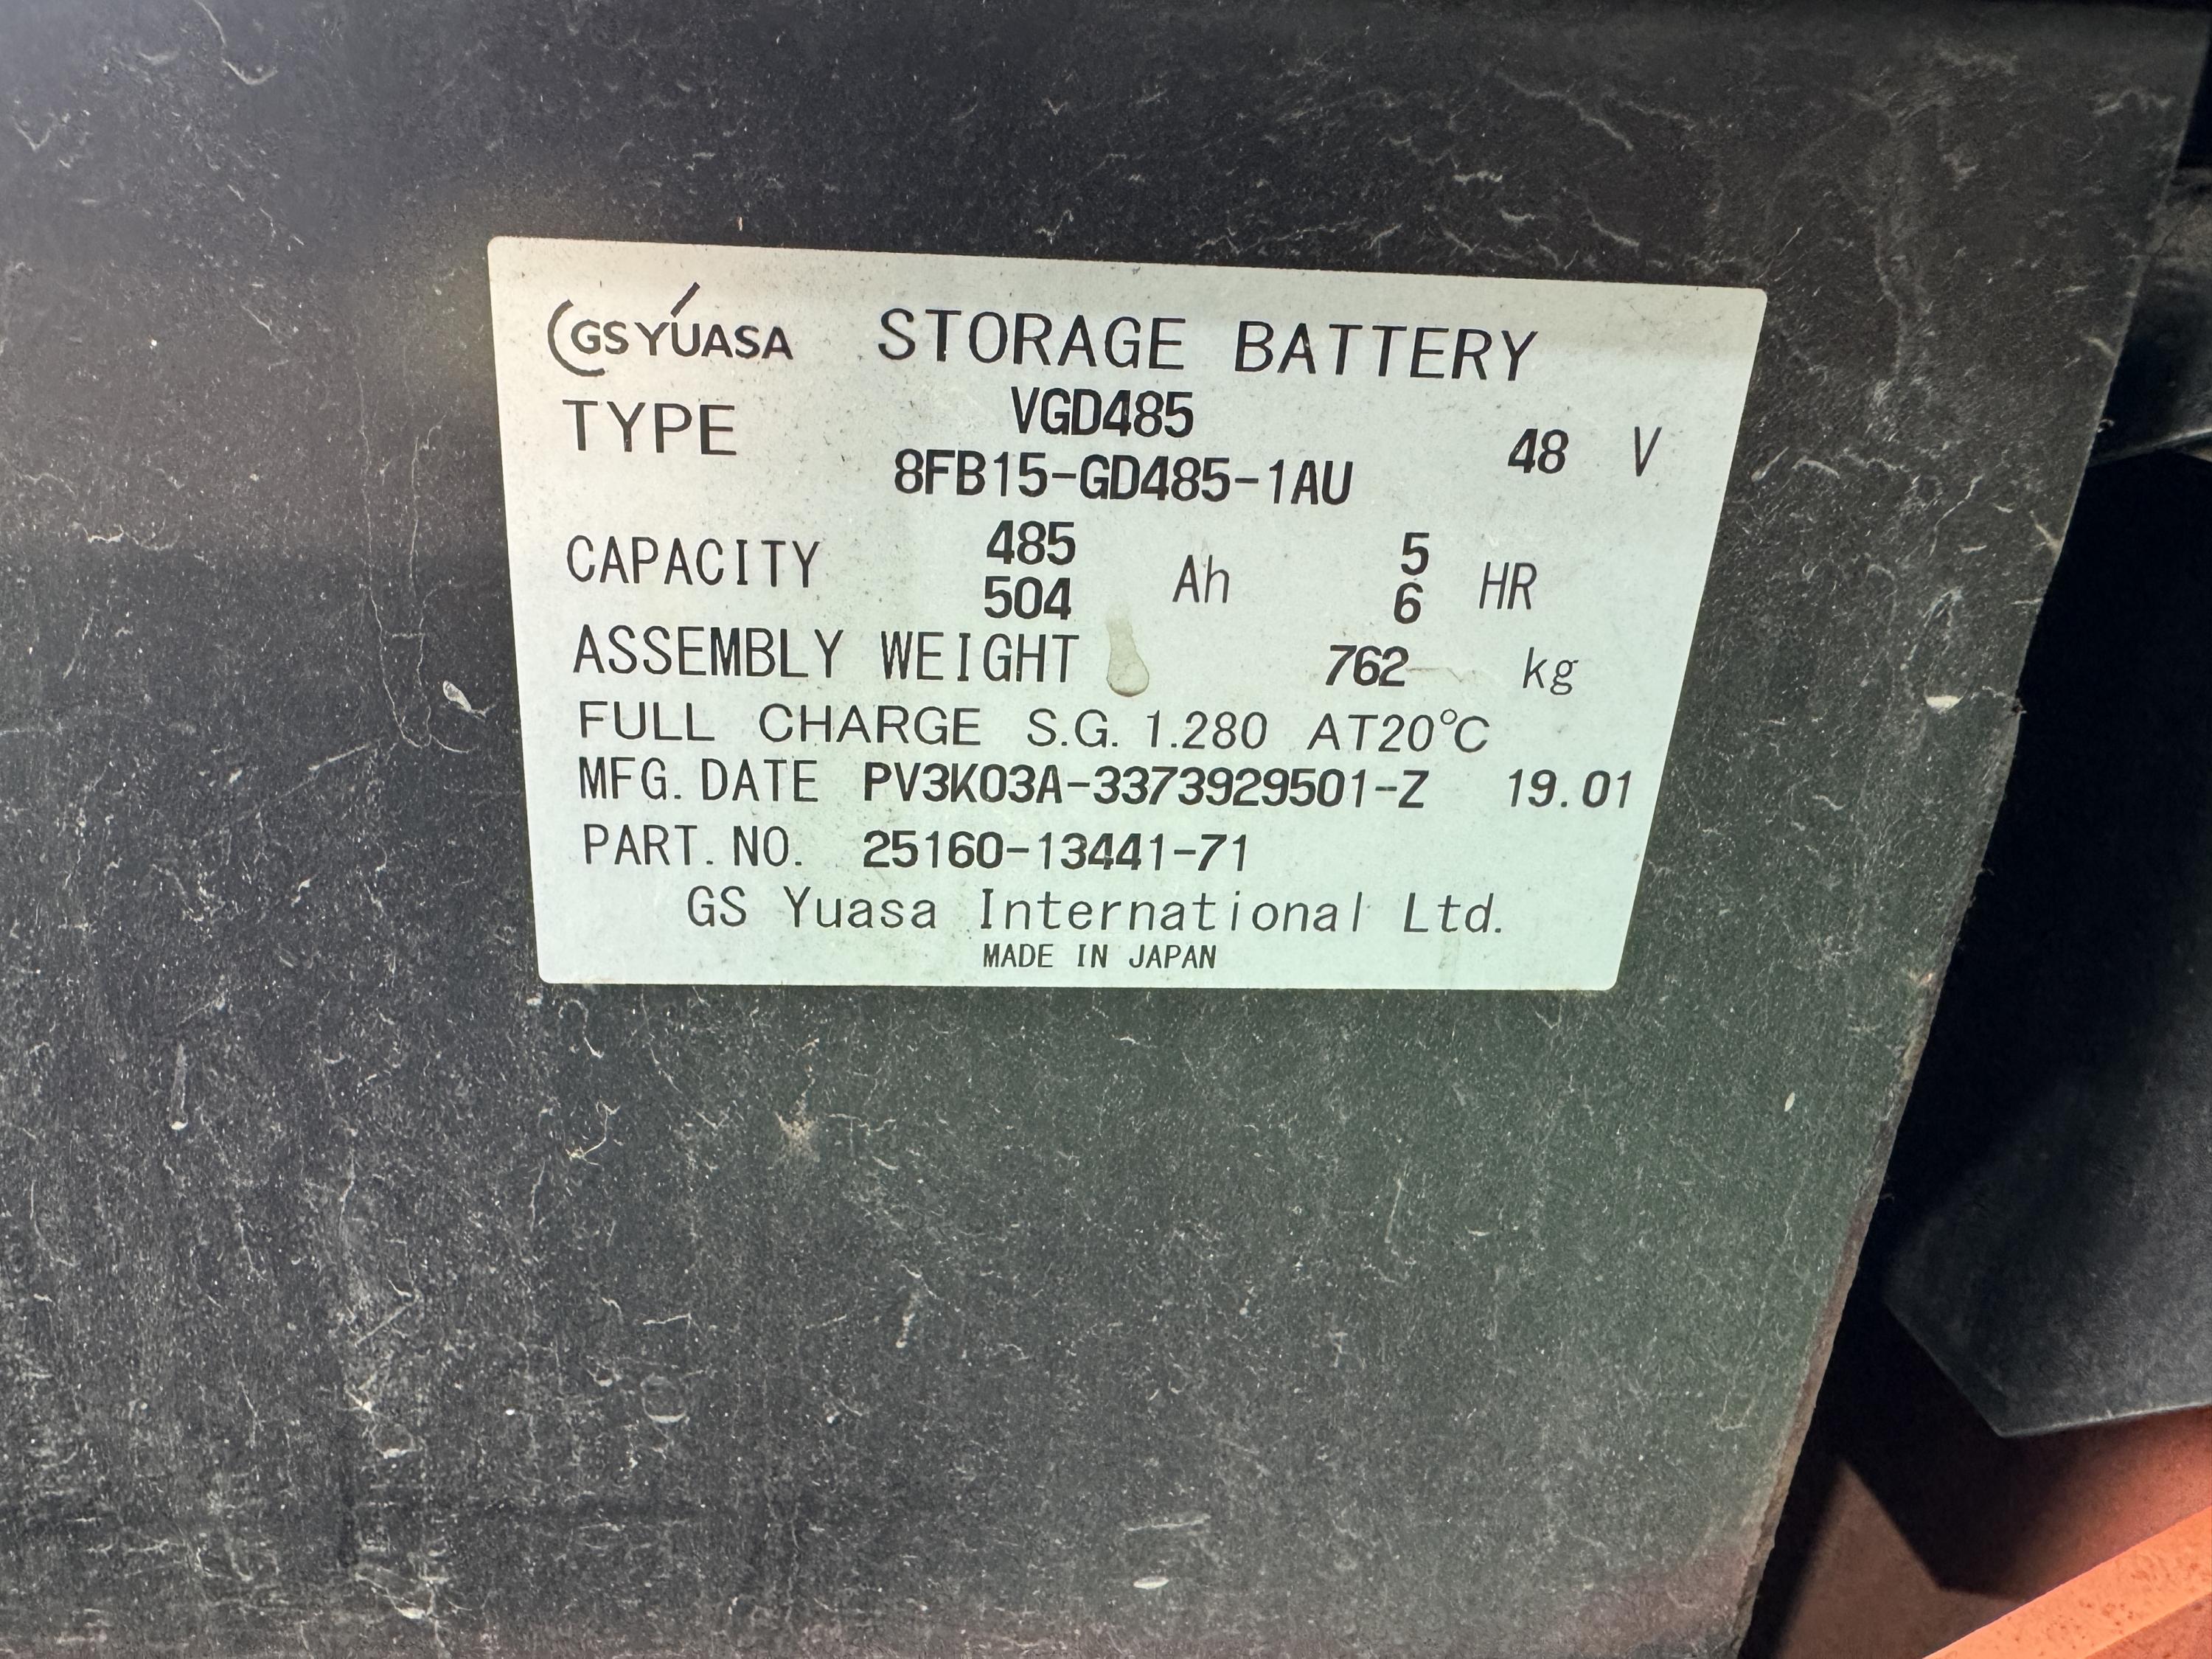 GS YUASA STORAGE BATTERY
TYPE VGD485 48 V
8FB15-GD485-1AU
CAPACITY 485 Ah 5 HR
504 6
ASSEMBLY WEIGHT 762 kg
FULL CHARGE S.G. 1.280 AT20℃
MFG. DATE PV3K03A-3373929501-Z 19.01
PART. NO. 25160-13441-71
GS Yuasa International Ltd.
MADE IN JAPAN